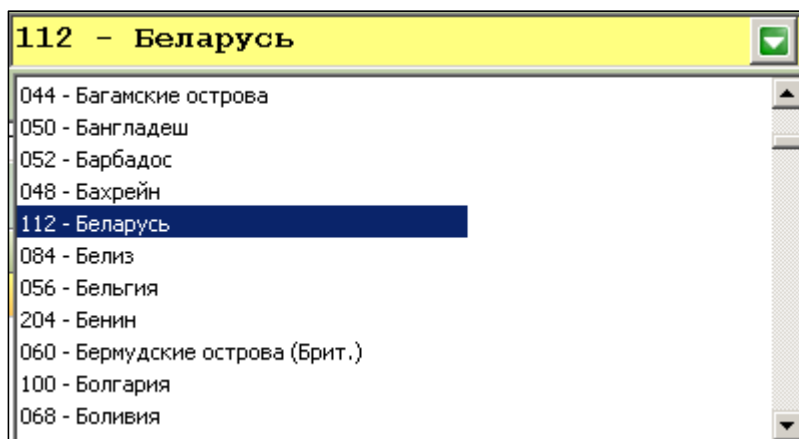 112 - Беларусь
044 - Багамские острова
050 - Бангладеш
052 - Барбадос
048 - Бахрейн
112 - Беларусь
084 - Белиз
056 - Бельгия
204 - Бенин
060 - Бермудские острова (Брит.)
100 - Болгария
068 - Боливия